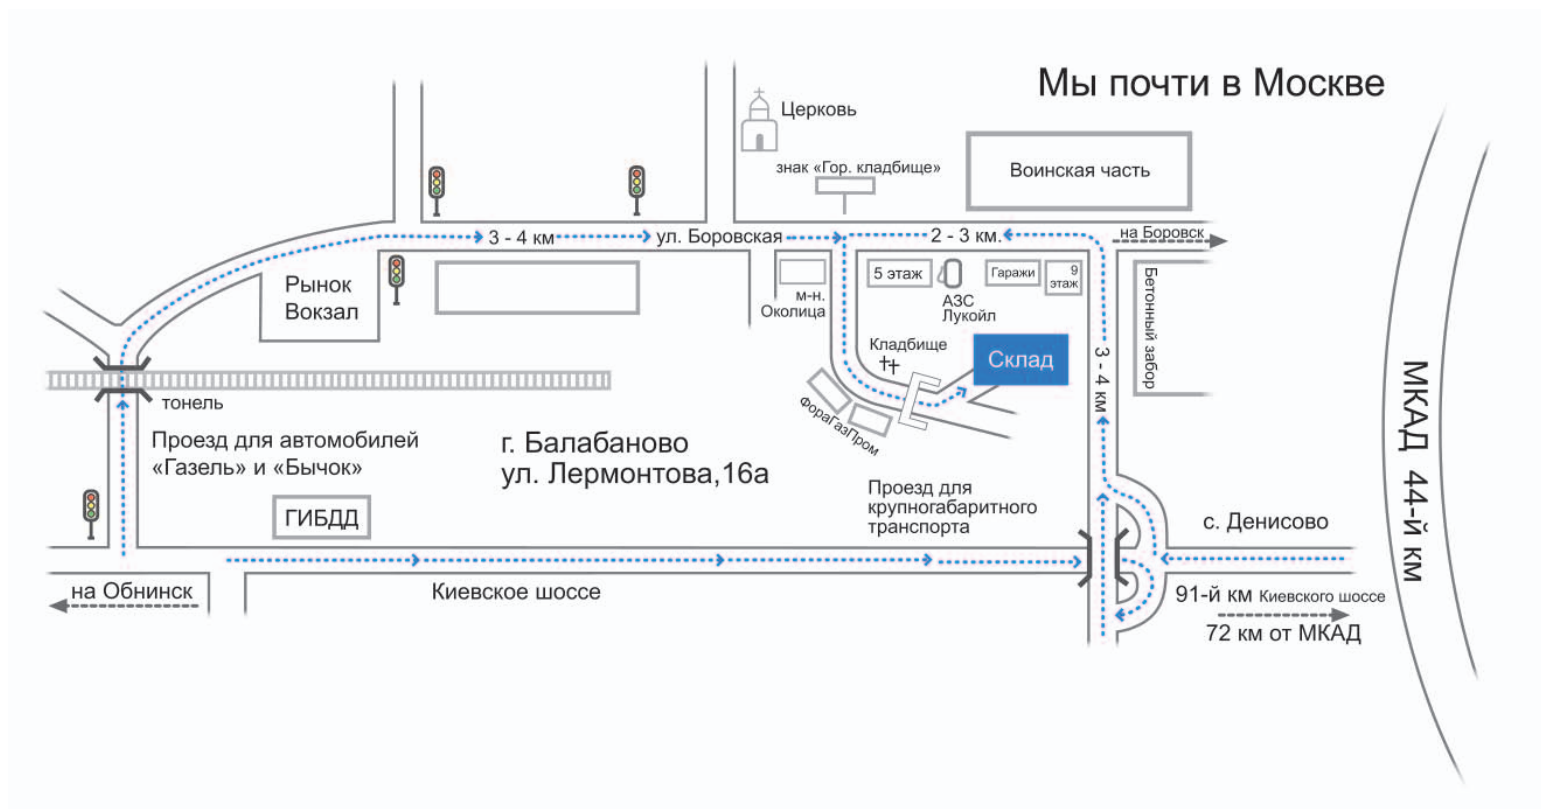 Мы почти в Москве
Церковь
знак «Гор. кладбище»
Воинская часть
3 - 4 км
ул. Боровская
2 - 3 км.
на Боровск
Рынок
Вокзал
м-н.
Околица
5 этаж
АЗС
Лукойл
Гаражи
9
этаж
Бетонный забор
Кладбище
Склад
3 - 4 км
МКАД 44-й км
тонель
ФораГазПром
Проезд для автомобилей
«Газель» и «Бычок»
г. Балабаново
ул. Лермонтова,16а
Проезд для
крупногабаритного
транспорта
ГИБДД
с. Денисово
на Обнинск
Киевское шоссе
91-й км Киевского шоссе
72 км от МКАД